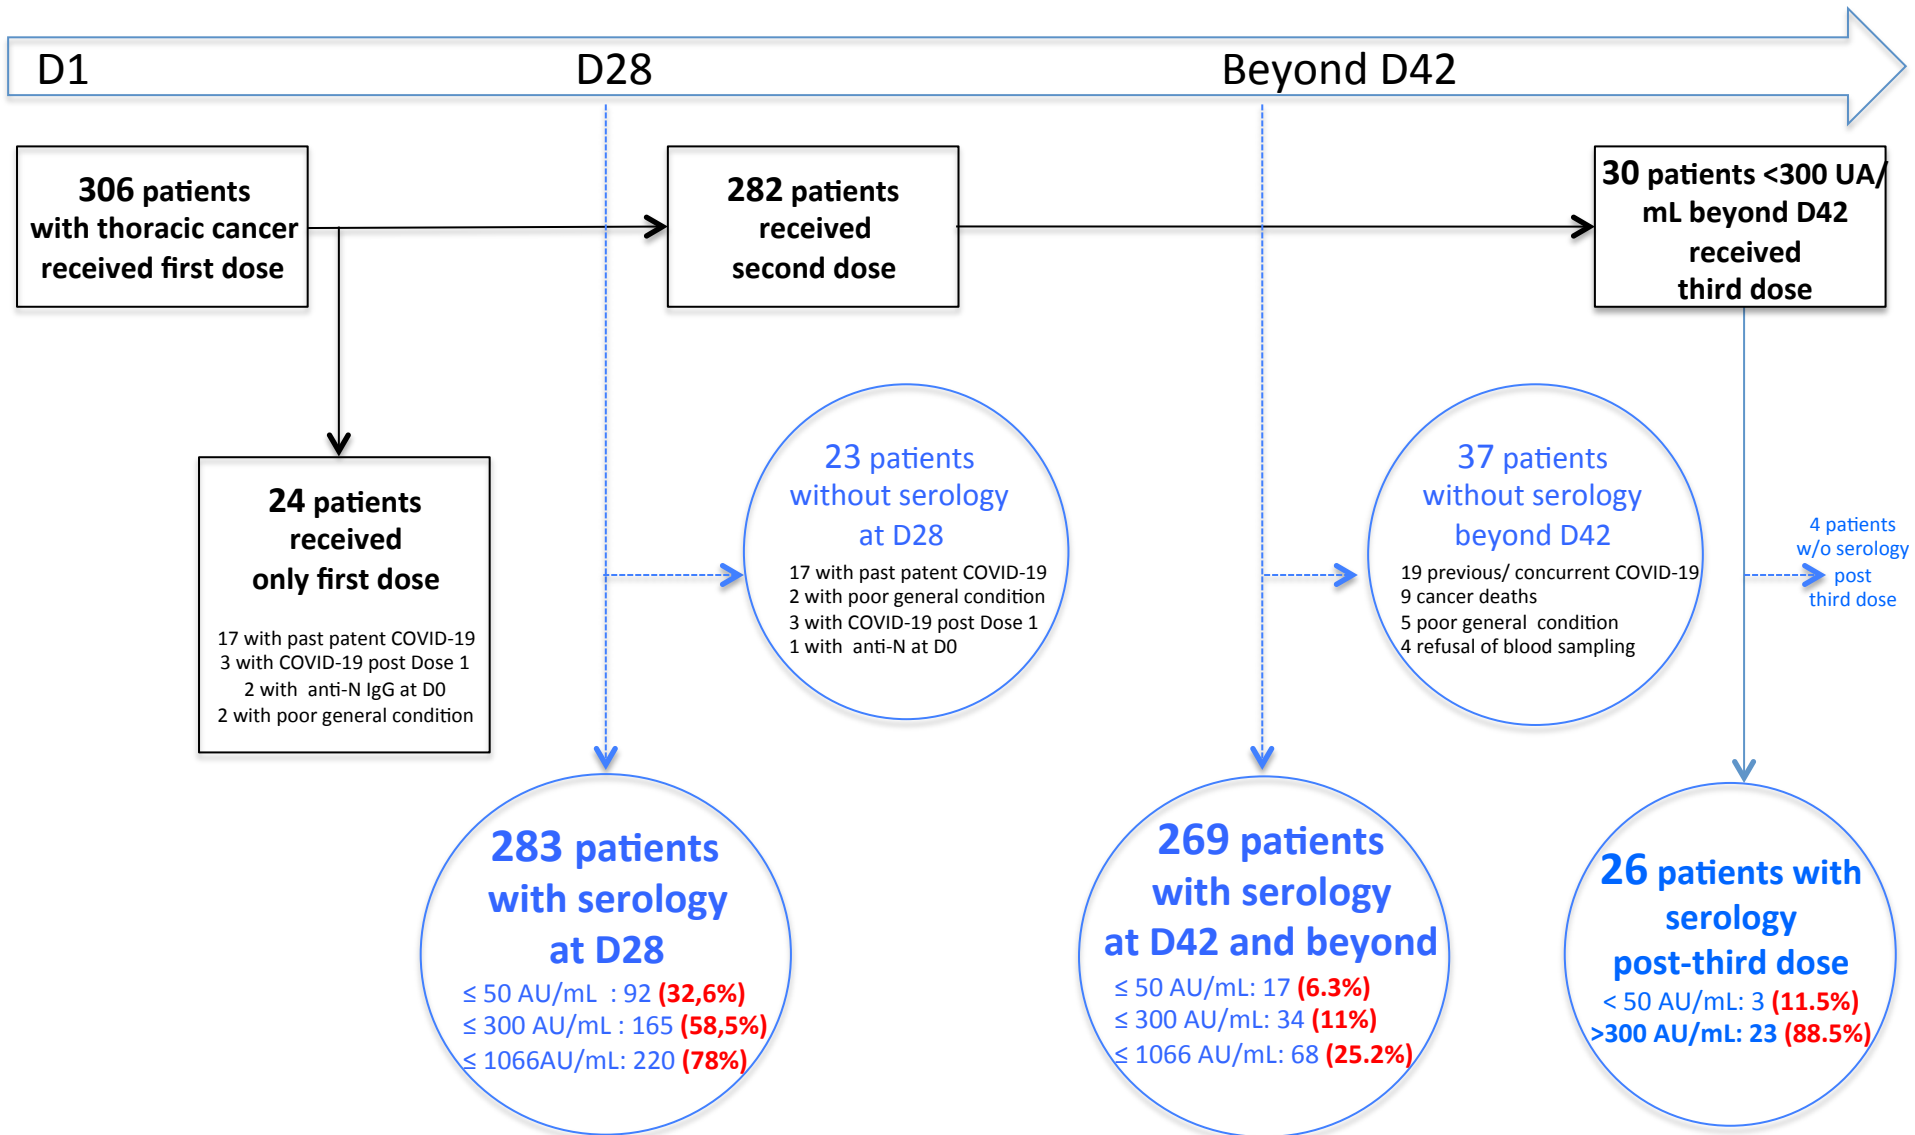 D1
D28
Beyond D42
306 patients
with thoracic cancer
received first dose
282 patients
received
second dose
30 patients <300 UA/
mL beyond D42
received
third dose
24 patients
received
only first dose
17 with past patent COVID-19
3 with COVID-19 post Dose 1
2 with anti-N IgG at D0
2 with poor general condition
23 patients
without serology
at D28
17 with past patent COVID-19
2 with poor general condition
3 with COVID-19 post Dose 1
1 with anti-N at D0
37 patients
without serology
beyond D42
19 previous/ concurrent COVID-19
9 cancer deaths
5 poor general condition
4 refusal of blood sampling
4 patients
w/o serology
post
third dose
283 patients
with serology
at D28
≤ 50 AU/mL : 92 (32,6%)
≤ 300 AU/mL : 165 (58,5%)
≤ 1066AU/mL: 220 (78%)
269 patients
with serology
at D42 and beyond
≤ 50 AU/mL: 17 (6.3%)
≤ 300 AU/mL: 34 (11%)
≤ 1066 AU/mL: 68 (25.2%)
26 patients with
serology
post-third dose
< 50 AU/mL: 3 (11.5%)
>300 AU/mL: 23 (88.5%)